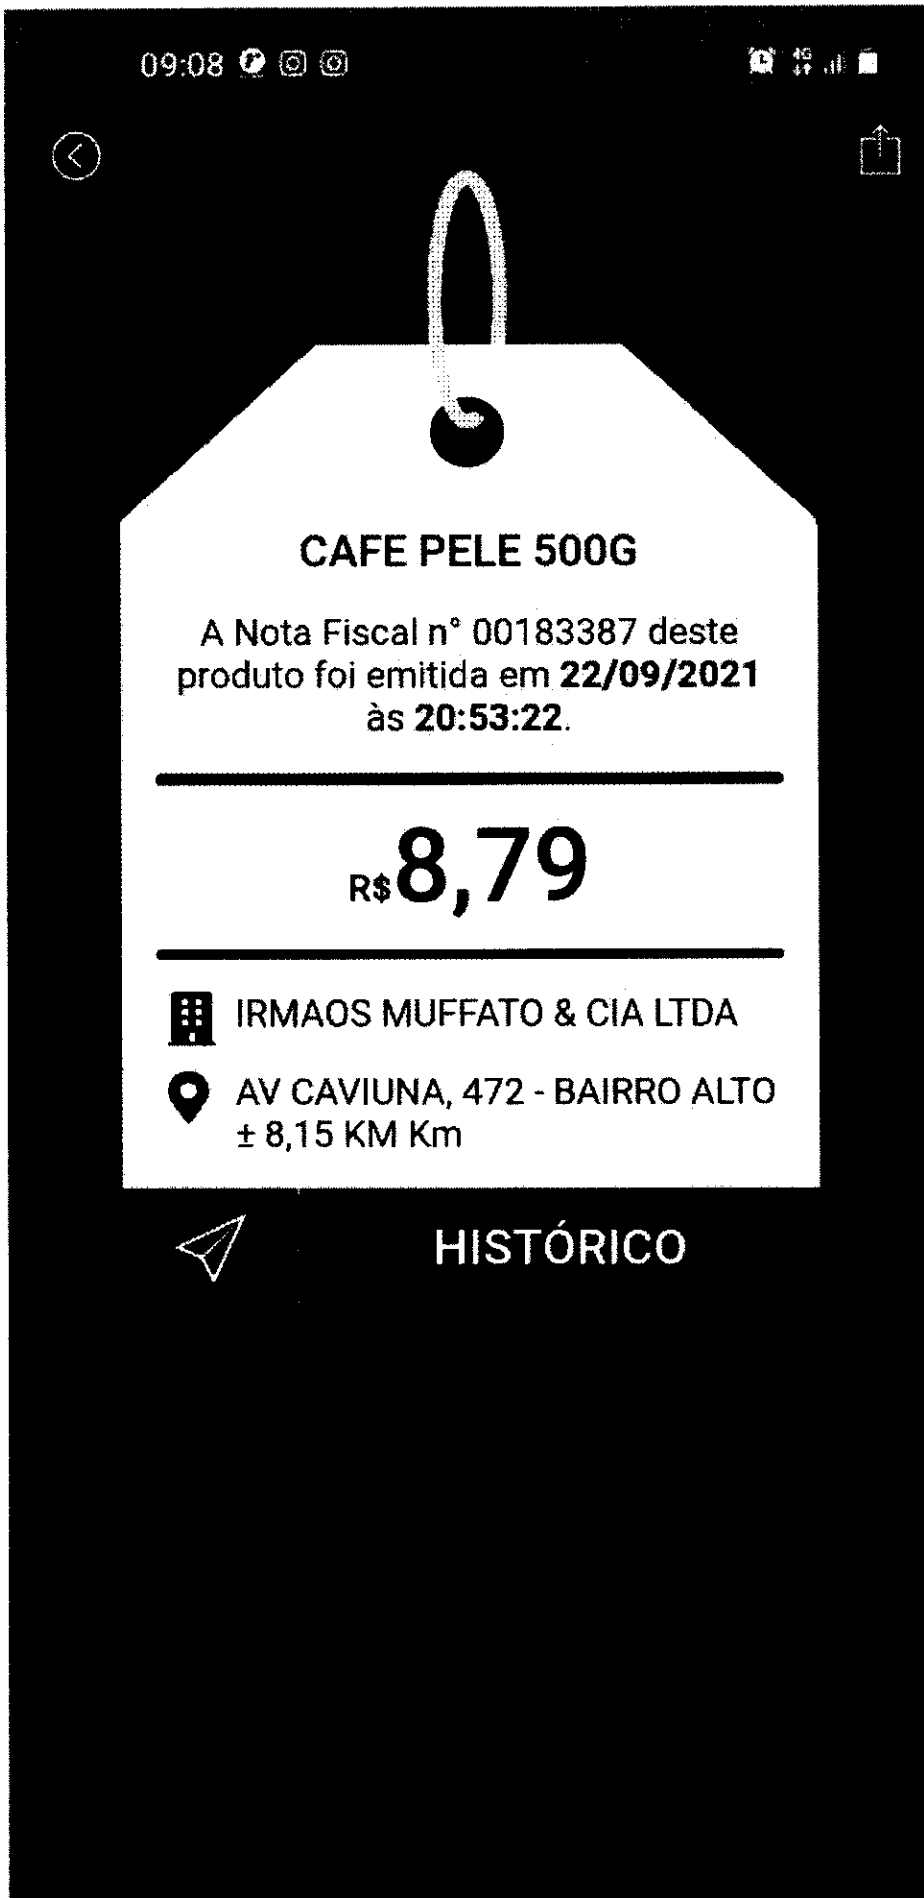 09:08
4G
CAFE PELE 500G
A Nota Fiscal n° 00183387 deste
produto foi emitida em 22/09/2021
às 20:53:22.
R$8,79
IRMAOS MUFFATO & CIA LTDA
AV CAVIUNA, 472 - BAIRRO ALTO
± 8,15 KM Km
HISTÓRICO